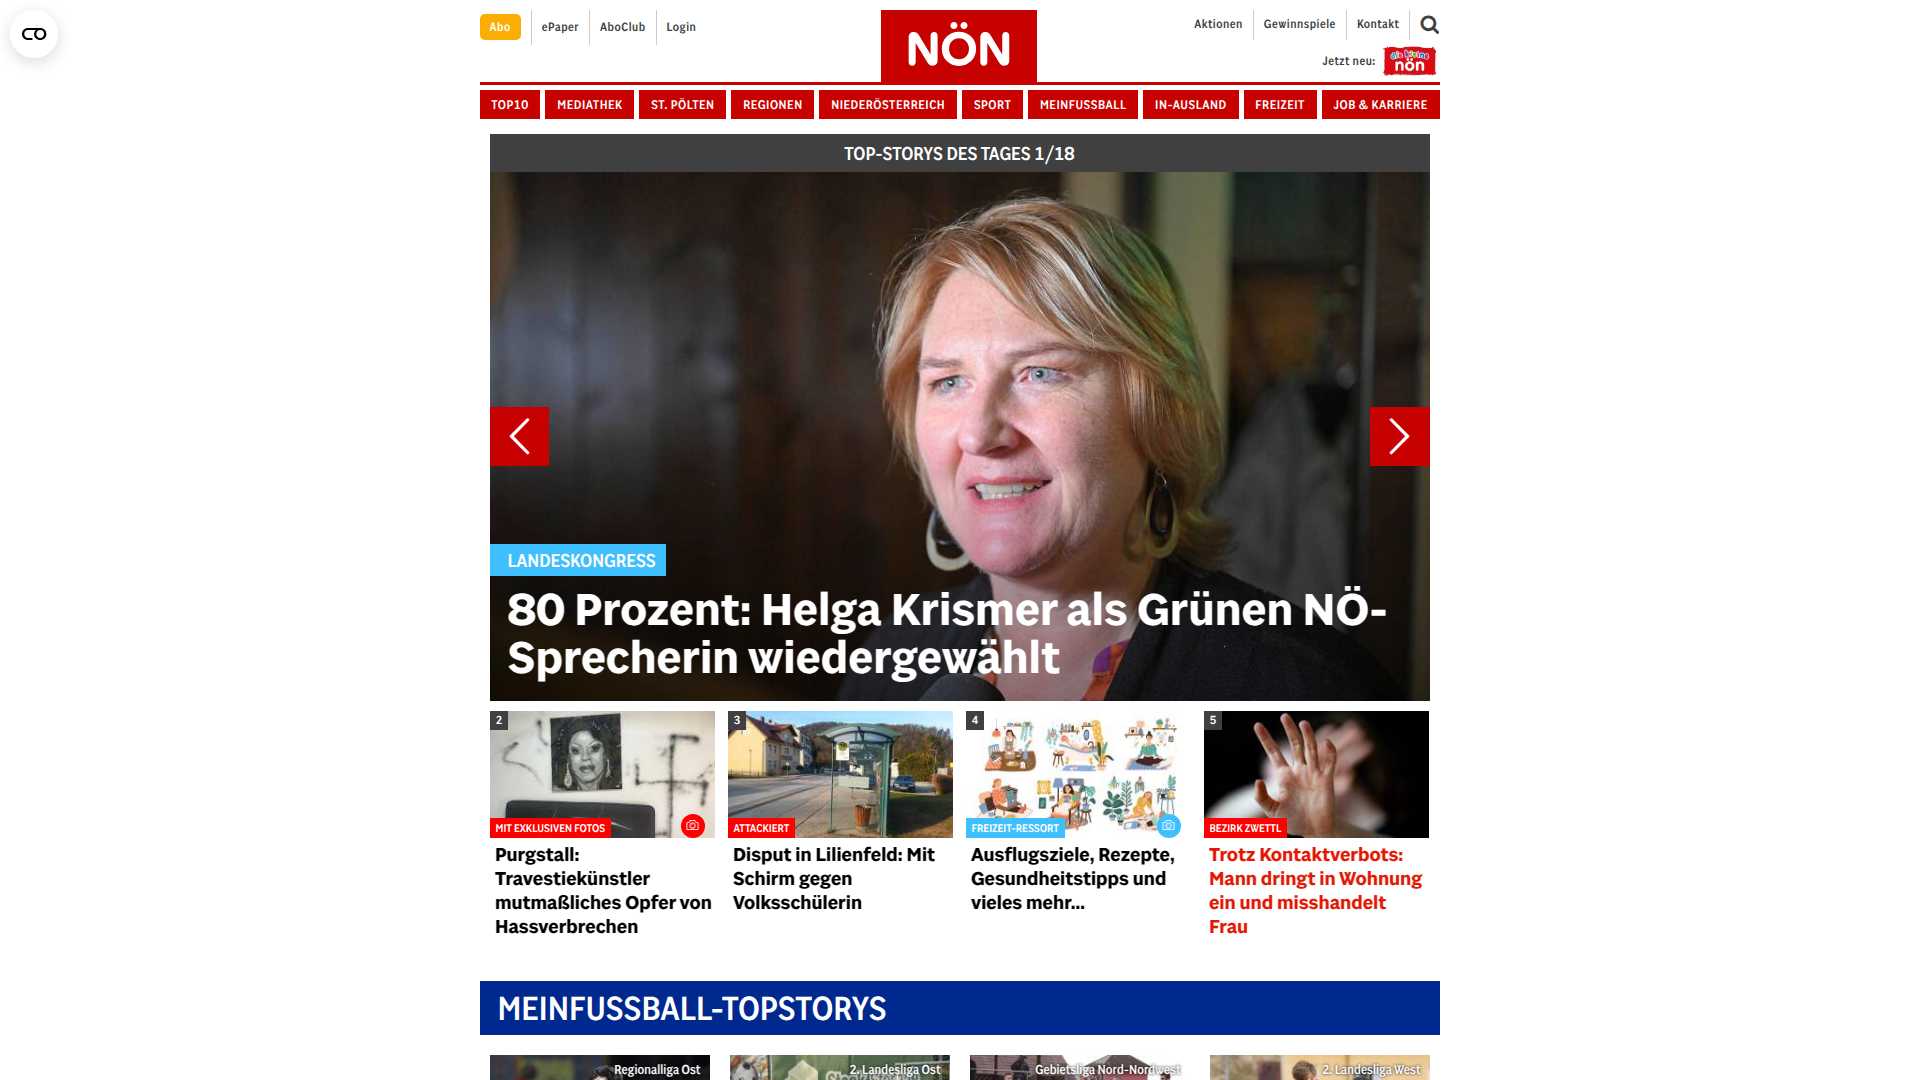 Abo
ePaper
AboClub
Login
NÖN
Aktionen
Gewinnspiele
Kontakt
Jetzt neu:
die kleine
nön
TOP10
MEDIATHEK
ST. PÖLTEN
REGIONEN
NIEDERÖSTERREICH
SPORT
MEINFUSSBALL
IN-AUSLAND
FREIZEIT
JOB & KARRIERE
TOP-STORYS DES TAGES 1/18
LANDESKONGRESS
80 Prozent: Helga Krismer als Grünen NÖ-
Sprecherin wiedergewählt
2
MIT EXKLUSIVEN FOTOS
Purgstall:
Travestiekünstler
mutmaßliches Opfer von
Hassverbrechen
3
ATTACKIERT
Disput in Lilienfeld: Mit
Schirm gegen
Volksschülerin
4
FREIZEIT-RESSORT
Ausflugsziele, Rezepte,
Gesundheitstipps und
vieles mehr...
5
BEZIRK ZWETTL
Trotz Kontaktverbots:
Mann dringt in Wohnung
ein und misshandelt
Frau
MEINFUSSBALL-TOPSTORYS
Regionalliga Ost
2. Landesliga Ost
Gebietsliga Nord-Nordwest
2. Landesliga West